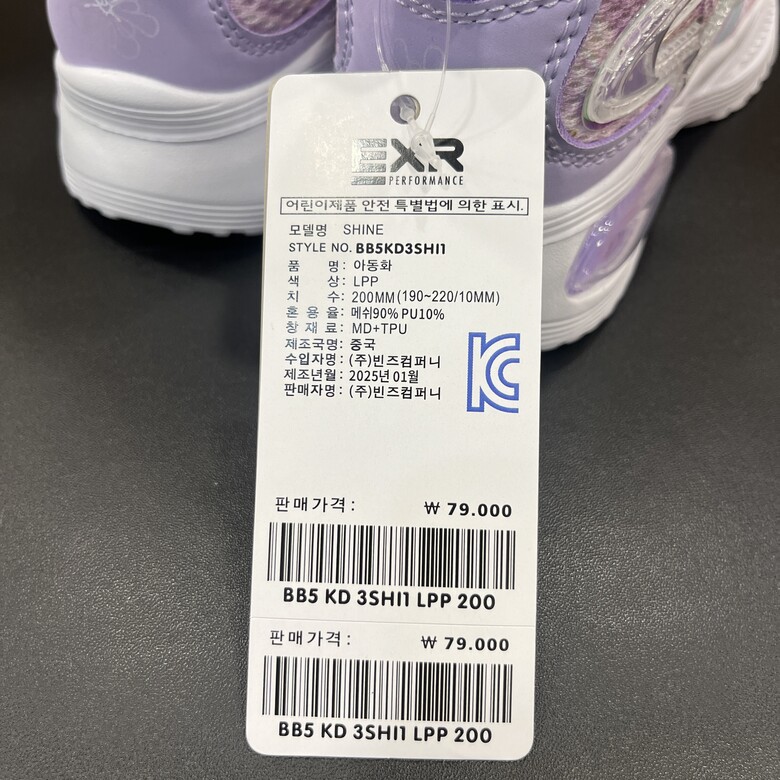 EXR
PERFORMANCE
어린이제품 안전 특별법에 의한 표시.
모델명 SHINE
STYLE NO. BB5KD3SHI1
품 명: 아동화
색 상: LPP
치 수: 200MM(190~220/10MM)
혼 용 율: 메쉬90% PU10%
창 재 료: MD+TPU
제조국명: 중국
수입자명: (주)빈즈컴퍼니
제조년월: 2025년 01월
판매자명: (주)빈즈컴퍼니
KC
판매가격: ₩ 79.000
BB5 KD 3SHI1 LPP 200
판매가격: ₩ 79.000
BB5 KD 3SHI1 LPP 200